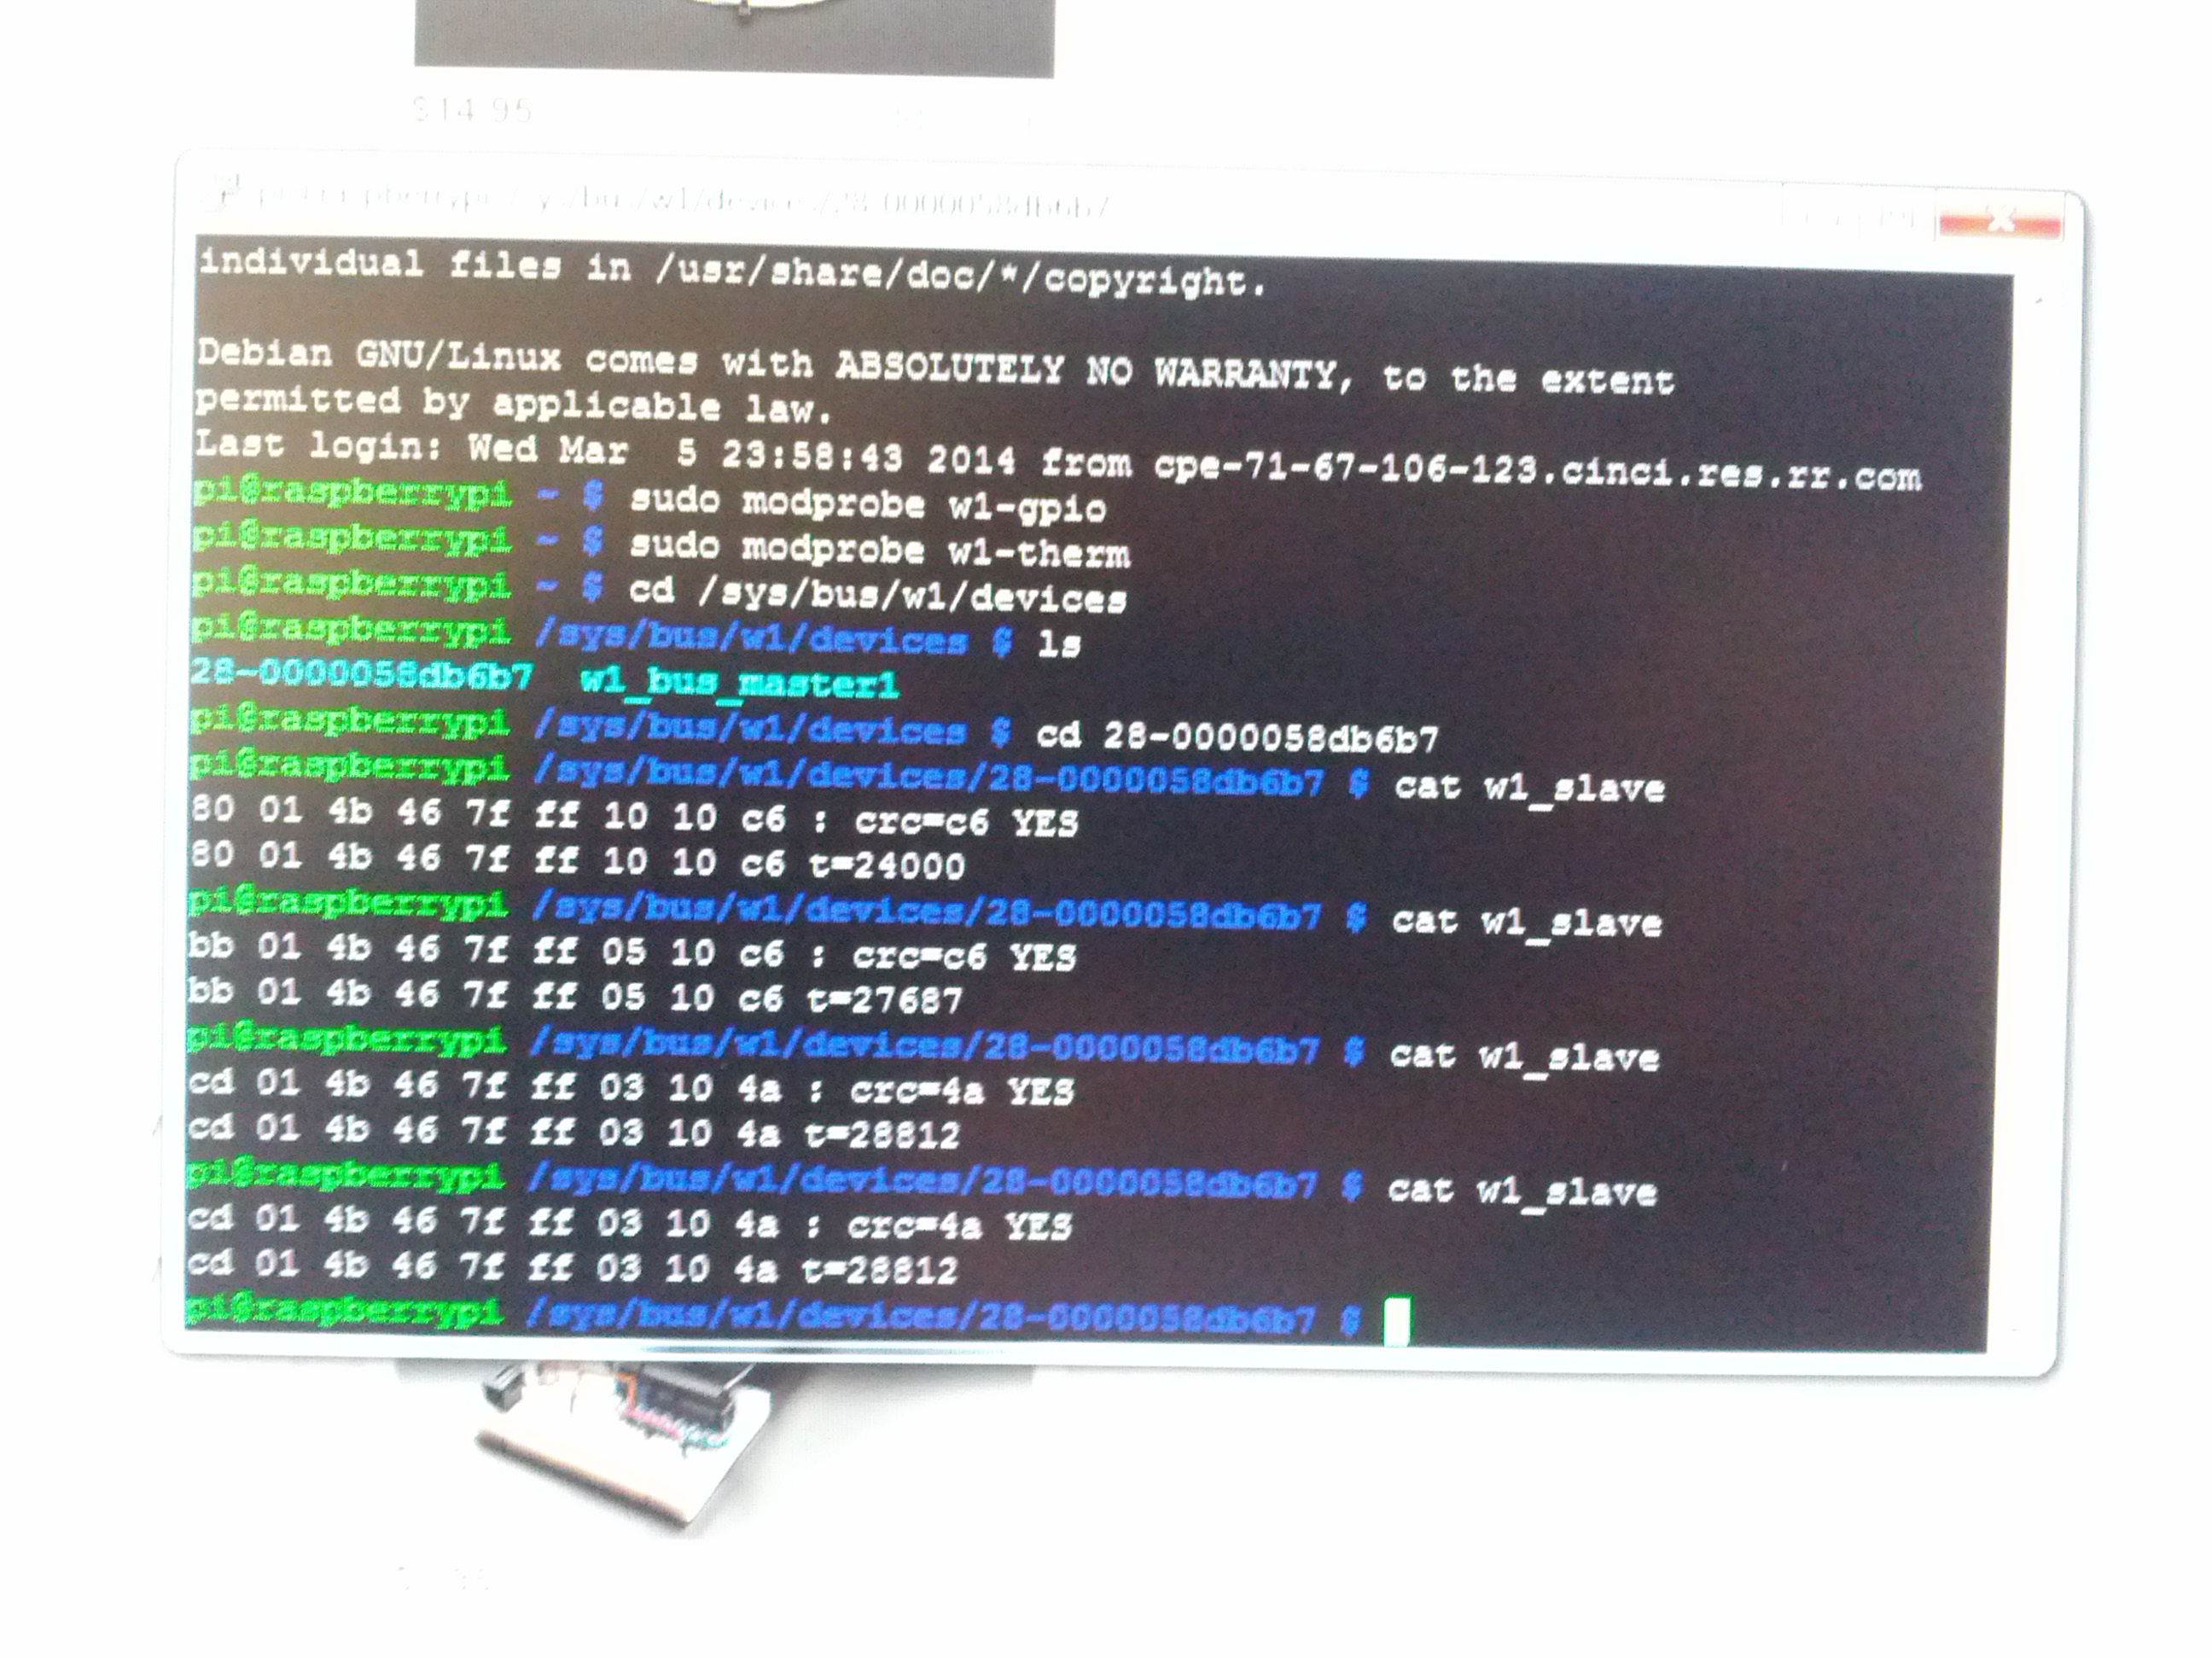 $14.95
individual files in /usr/share/doc/*/copyright.
Debian GNU/Linux comes with ABSOLUTELY NO WARRANTY, to the extent
permitted by applicable law.
Last login: Wed Mar  5 23:58:43 2014 from cpe-71-67-106-123.cinci.res.rr.com
pi@raspberrypi ~ $ sudo modprobe w1-gpio
pi@raspberrypi ~ $ sudo modprobe w1-therm
pi@raspberrypi ~ $ cd /sys/bus/w1/devices
pi@raspberrypi /sys/bus/w1/devices $ ls
28-0000058db6b7  w1_bus_master1
pi@raspberrypi /sys/bus/w1/devices $ cd 28-0000058db6b7
pi@raspberrypi /sys/bus/w1/devices/28-0000058db6b7 $ cat w1_slave
80 01 4b 46 7f ff 10 10 c6 : crc=c6 YES
80 01 4b 46 7f ff 10 10 c6 t=24000
pi@raspberrypi /sys/bus/w1/devices/28-0000058db6b7 $ cat w1_slave
bb 01 4b 46 7f ff 05 10 c6 : crc=c6 YES
bb 01 4b 46 7f ff 05 10 c6 t=27687
pi@raspberrypi /sys/bus/w1/devices/28-0000058db6b7 $ cat w1_slave
cd 01 4b 46 7f ff 03 10 4a : crc=4a YES
cd 01 4b 46 7f ff 03 10 4a t=28812
pi@raspberrypi /sys/bus/w1/devices/28-0000058db6b7 $ cat w1_slave
cd 01 4b 46 7f ff 03 10 4a : crc=4a YES
cd 01 4b 46 7f ff 03 10 4a t=28812
pi@raspberrypi /sys/bus/w1/devices/28-0000058db6b7 $